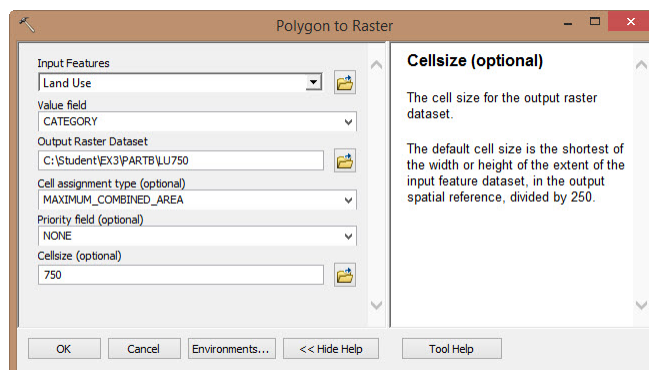 Polygon to Raster
Input Features
Land Use
Value field
CATEGORY
Output Raster Dataset
C:\Student\EX3\PARTB\LU750
Cell assignment type (optional)
MAXIMUM_COMBINED_AREA
Priority field (optional)
NONE
Cellsize (optional)
750
Cellsize (optional)
The cell size for the output raster
dataset.
The default cell size is the shortest of
the width or height of the extent of the
input feature dataset, in the output
spatial reference, divided by 250.
OK
Cancel
Environments...
<< Hide Help
Tool Help